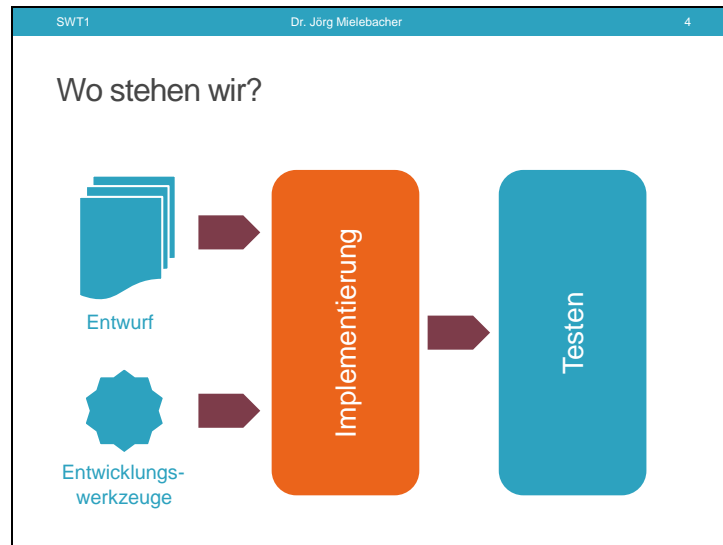 SWT1 Dr. Jörg Mielebacher 4
Wo stehen wir?
Entwurf
Entwicklungs-
werkzeuge
Implementierung
Testen